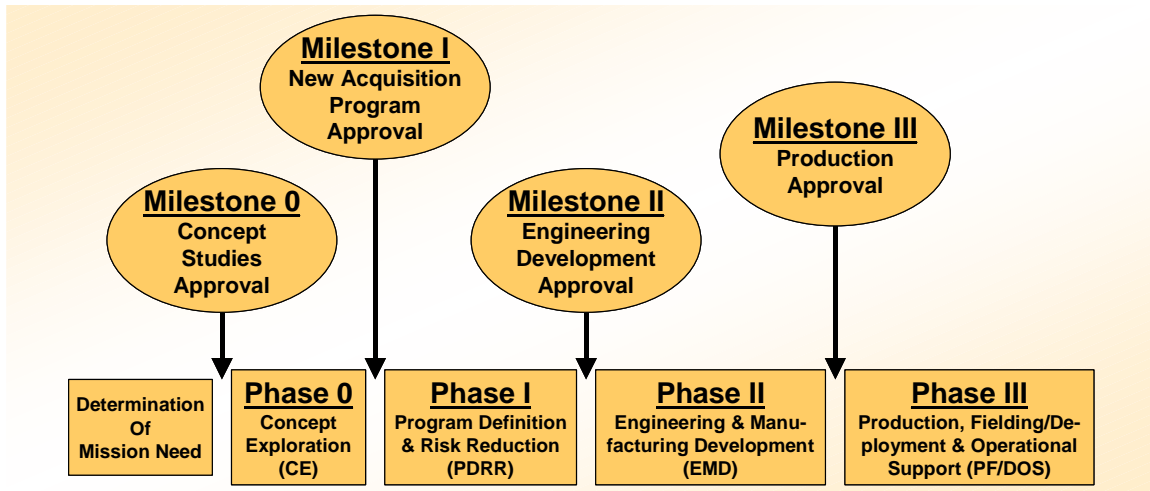 Milestone I
New Acquisition
Program
Approval
Milestone III
Production
Approval
Milestone 0
Concept
Studies
Approval
Milestone II
Engineering
Development
Approval
Determination
Of
Mission Need
Phase 0
Concept
Exploration
(CE)
Phase I
Program Definition
& Risk Reduction
(PDRR)
Phase II
Engineering & Manu-
facturing Development
(EMD)
Phase III
Production, Fielding/De-
ployment & Operational
Support (PF/DOS)